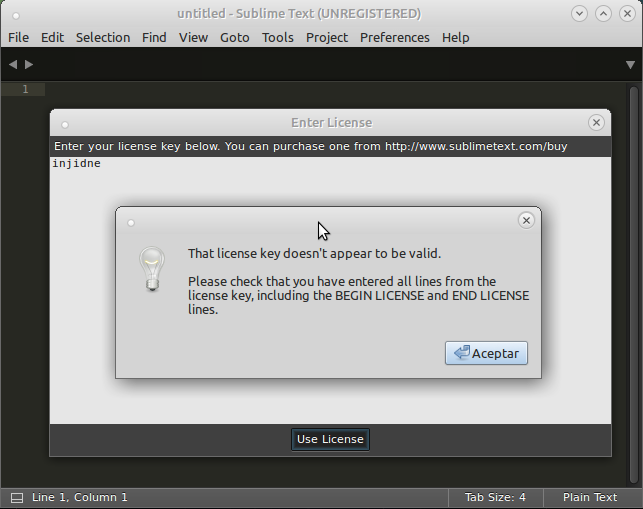 untitled - Sublime Text (UNREGISTERED)
File Edit Selection Find View Goto Tools Project Preferences Help
1
Enter License
Enter your license key below. You can purchase one from http://www.sublimetext.com/buy
injidne
That license key doesn't appear to be valid.
Please check that you have entered all lines from the
license key, including the BEGIN LICENSE and END LICENSE
lines.
Aceptar
Use License
Line 1, Column 1 Tab Size: 4 Plain Text